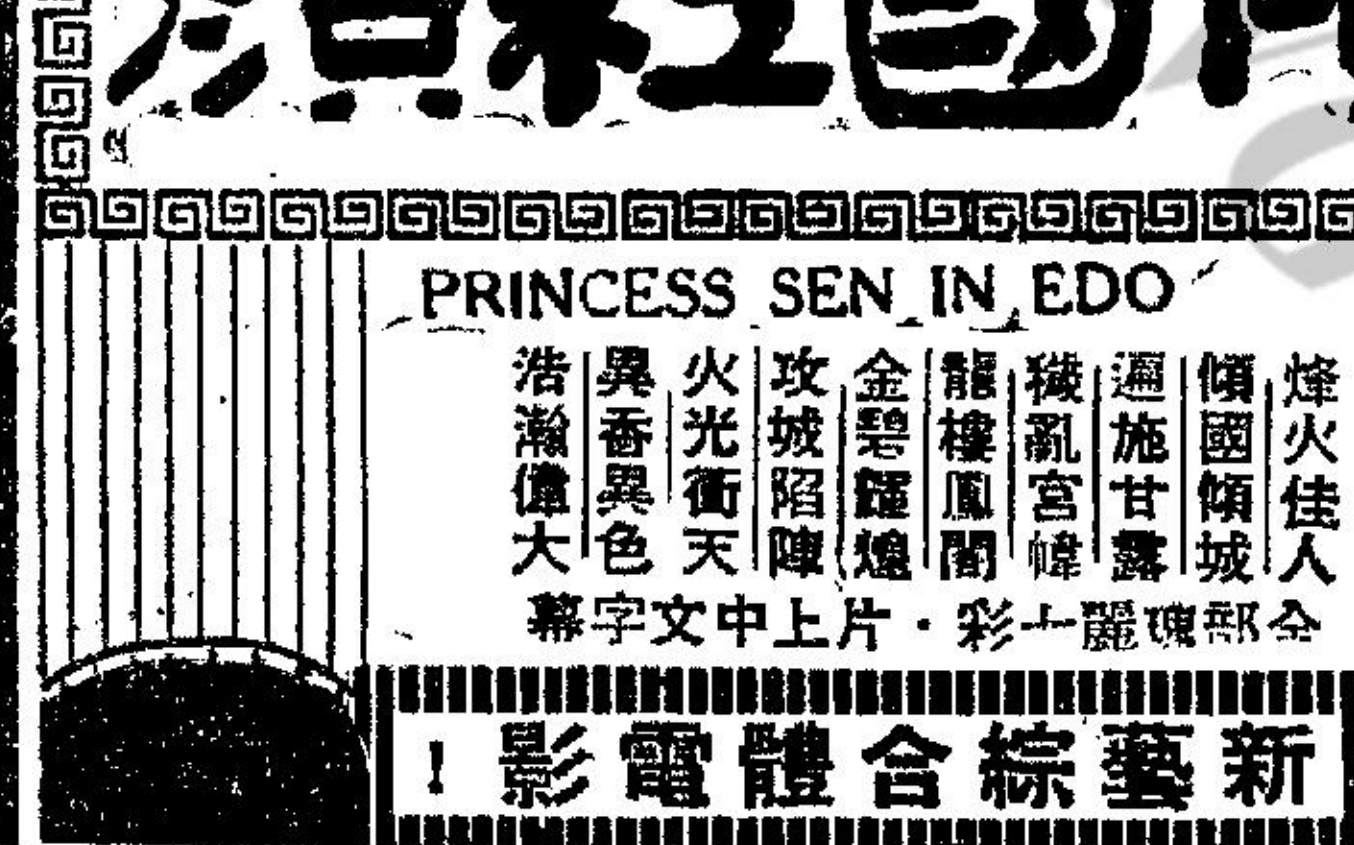 PRINCESS SEN IN EDO
烽火佳人
傾國傾城
遍施甘露
穢亂宮幃
龍樓鳳閣
金碧輝煌
攻城陷陣
火光衝天
異香異色
浩瀚偉大
全部瑰麗七彩・片上中文字幕
新藝綜合體電影!